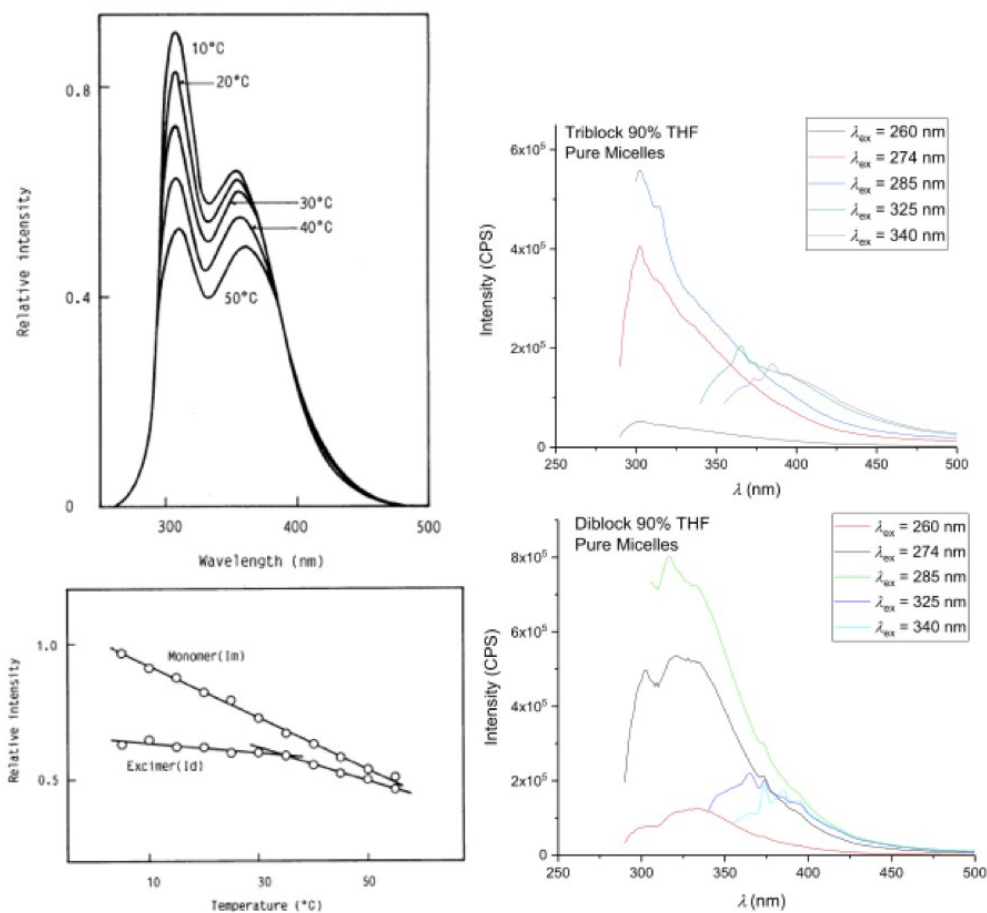 10°C
20°C
30°C
40°C
50°C
0.8
0.4
0
Relative intensity
300
400
500
Wavelength (nm)
1.0
0.5
Relative intensity
Monomer(Im)
Excimer(Id)
10
30
50
Temperature (°C)
Triblock 90% THF
Pure Micelles
λex = 260 nm
λex = 274 nm
λex = 285 nm
λex = 325 nm
λex = 340 nm
6x10⁵
4x10⁵
2x10⁵
0
Intensity (CPS)
250 300 350 400 450 500
λ (nm)
Diblock 90% THF
Pure Micelles
λex = 260 nm
λex = 274 nm
λex = 285 nm
λex = 325 nm
λex = 340 nm
8x10⁵
6x10⁵
4x10⁵
2x10⁵
0
Intensity (CPS)
250 300 350 400 450 500
λ (nm)